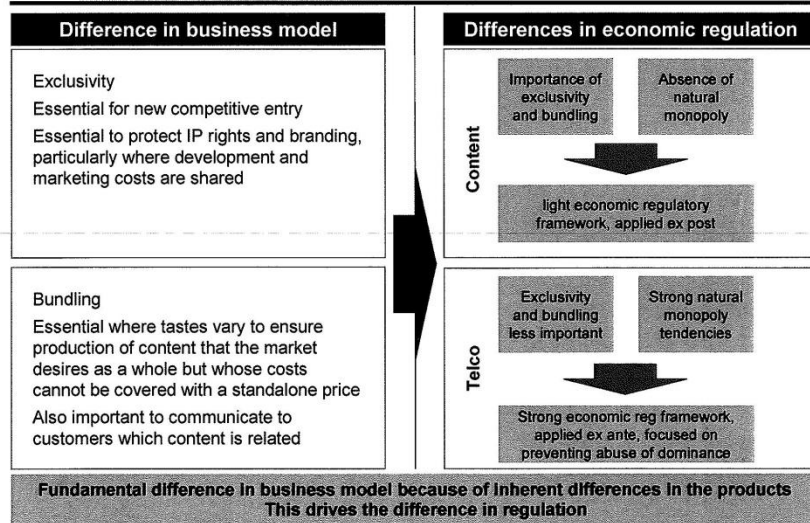 Difference in business model
Exclusivity
Essential for new competitive entry
Essential to protect IP rights and branding,
particularly where development and
marketing costs are shared
Bundling
Essential where tastes vary to ensure
production of content that the market
desires as a whole but whose costs
cannot be covered with a standalone price
Also important to communicate to
customers which content is related
Differences in economic regulation
Content
Importance of
exclusivity
and bundling
Absence of
natural
monopoly
light economic regulatory
framework, applied ex post
Telco
Exclusivity
and bundling
less important
Strong natural
monopoly
tendencies
Strong economic reg framework,
applied ex ante, focused on
preventing abuse of dominance
Fundamental difference in business model because of inherent differences in the products
This drives the difference in regulation